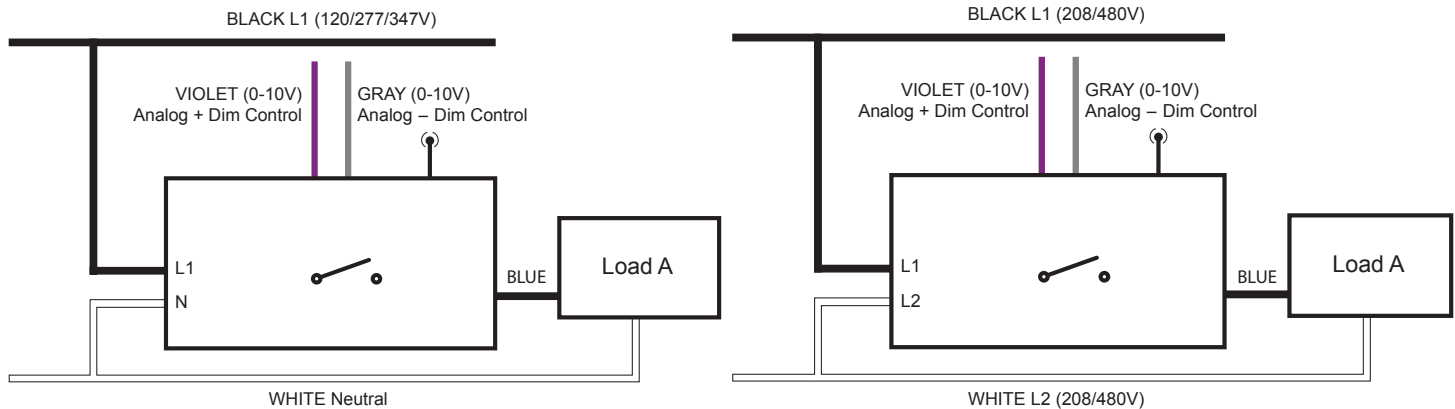 BLACK L1 (120/277/347V)
VIOLET (0-10V)
Analog + Dim Control
GRAY (0-10V)
Analog – Dim Control
L1
N
BLUE
Load A
WHITE Neutral
BLACK L1 (208/480V)
VIOLET (0-10V)
Analog + Dim Control
GRAY (0-10V)
Analog – Dim Control
L1
L2
BLUE
Load A
WHITE L2 (208/480V)